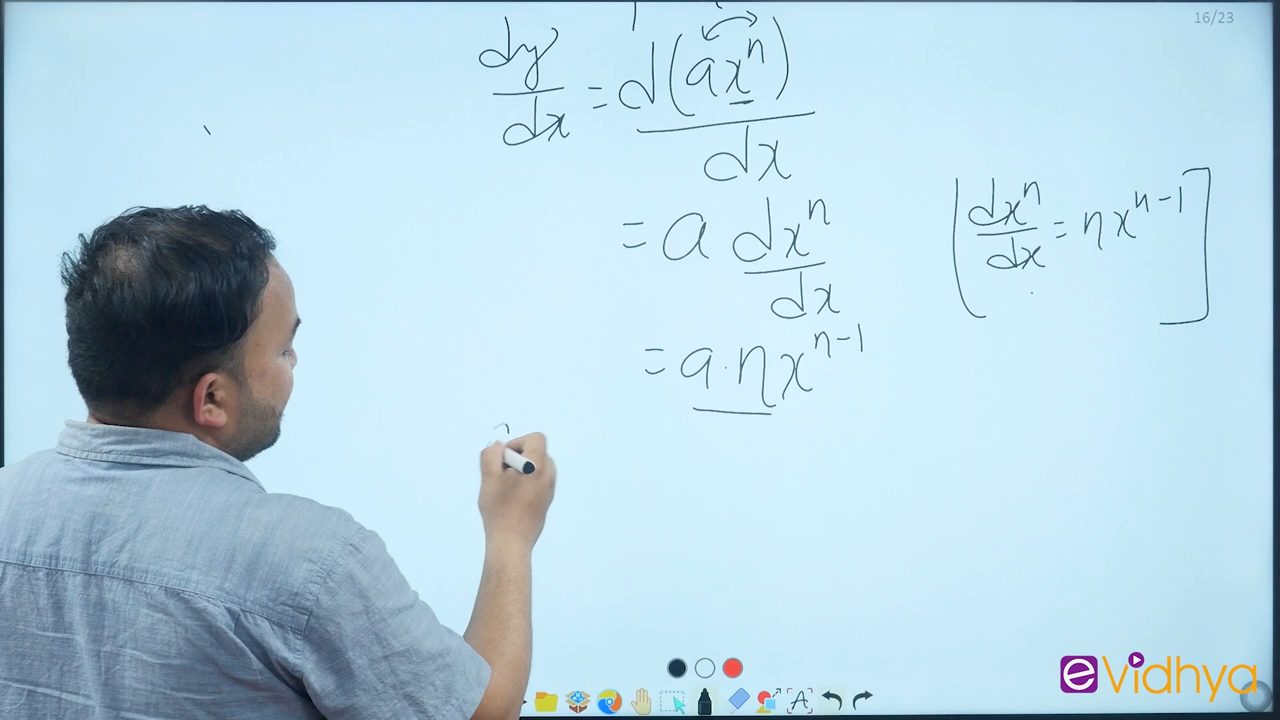 16/23
dy/dx = d(ax^n)/dx
= a dx^n/dx
[dx^n/dx = nx^{n-1}]
= a·nx^{n-1}
eVidhya